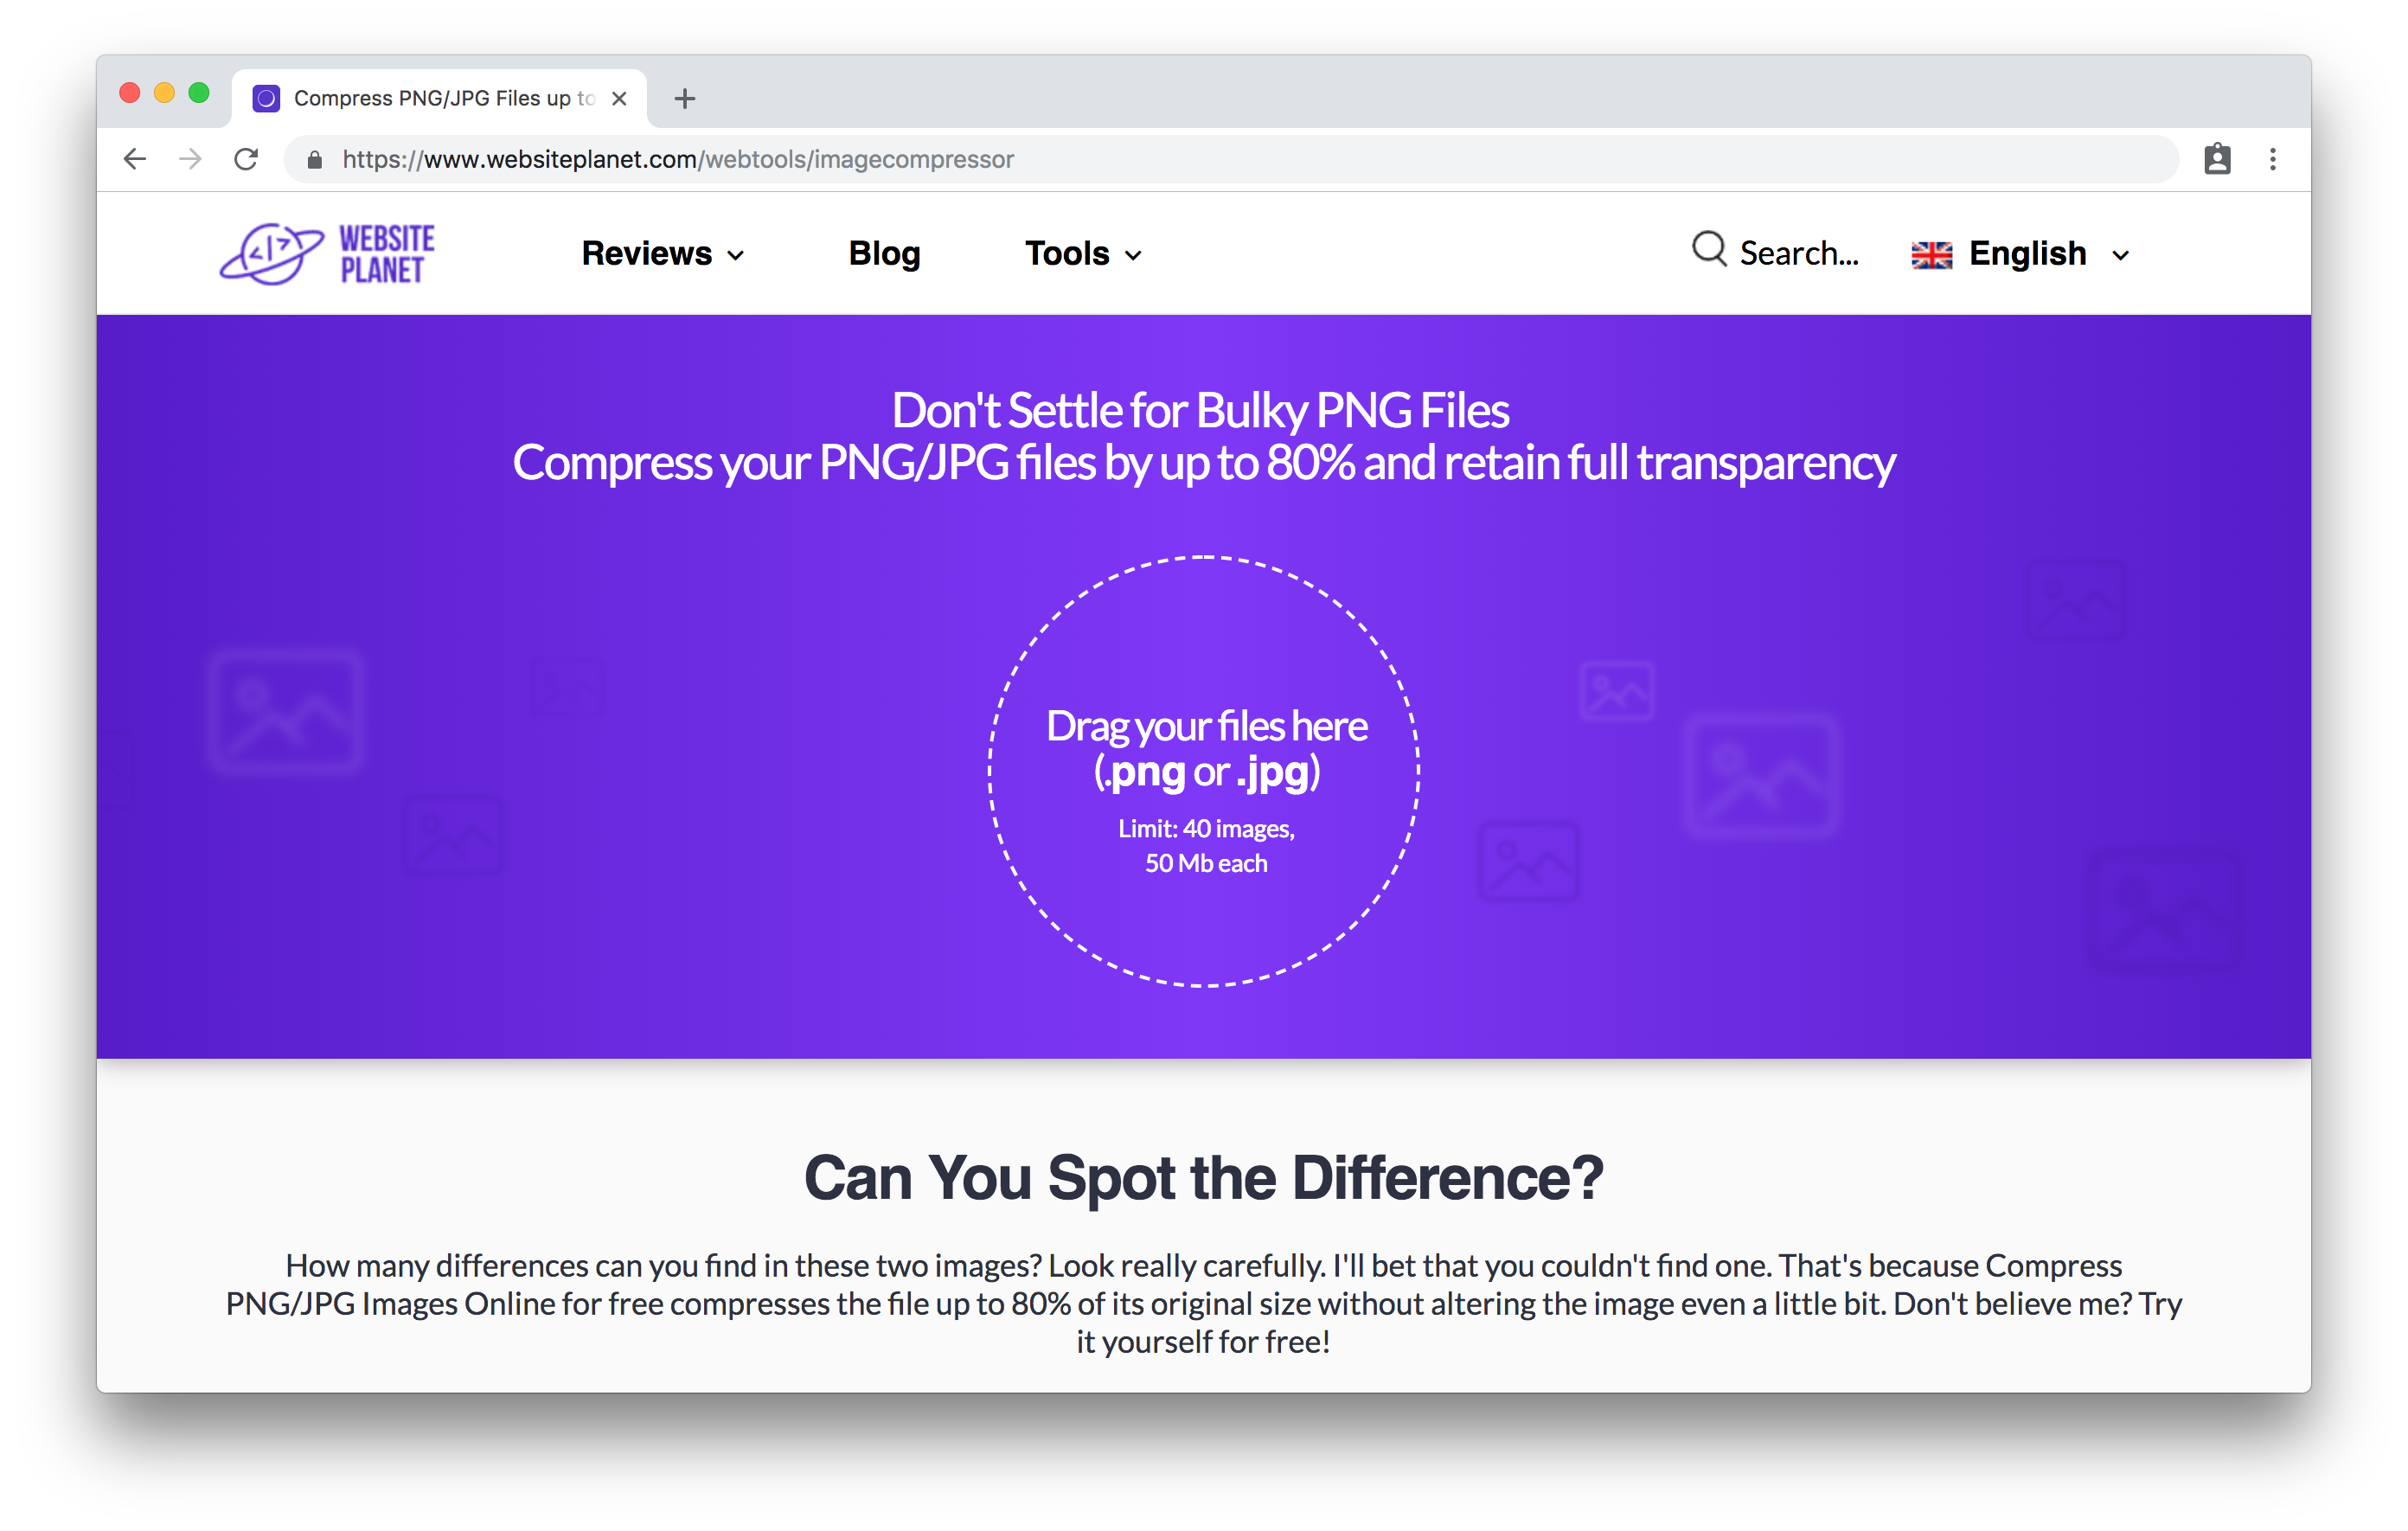 Compress PNG/JPG Files up to
https://www.websiteplanet.com/webtools/imagecompressor
WEBSITE
PLANET
Reviews
Blog
Tools
Search...
English
Don't Settle for Bulky PNG Files
Compress your PNG/JPG files by up to 80% and retain full transparency
Drag your files here
(.png or .jpg)
Limit: 40 images,
50 Mb each
Can You Spot the Difference?
How many differences can you find in these two images? Look really carefully. I'll bet that you couldn't find one. That's because Compress
PNG/JPG Images Online for free compresses the file up to 80% of its original size without altering the image even a little bit. Don't believe me? Try
it yourself for free!